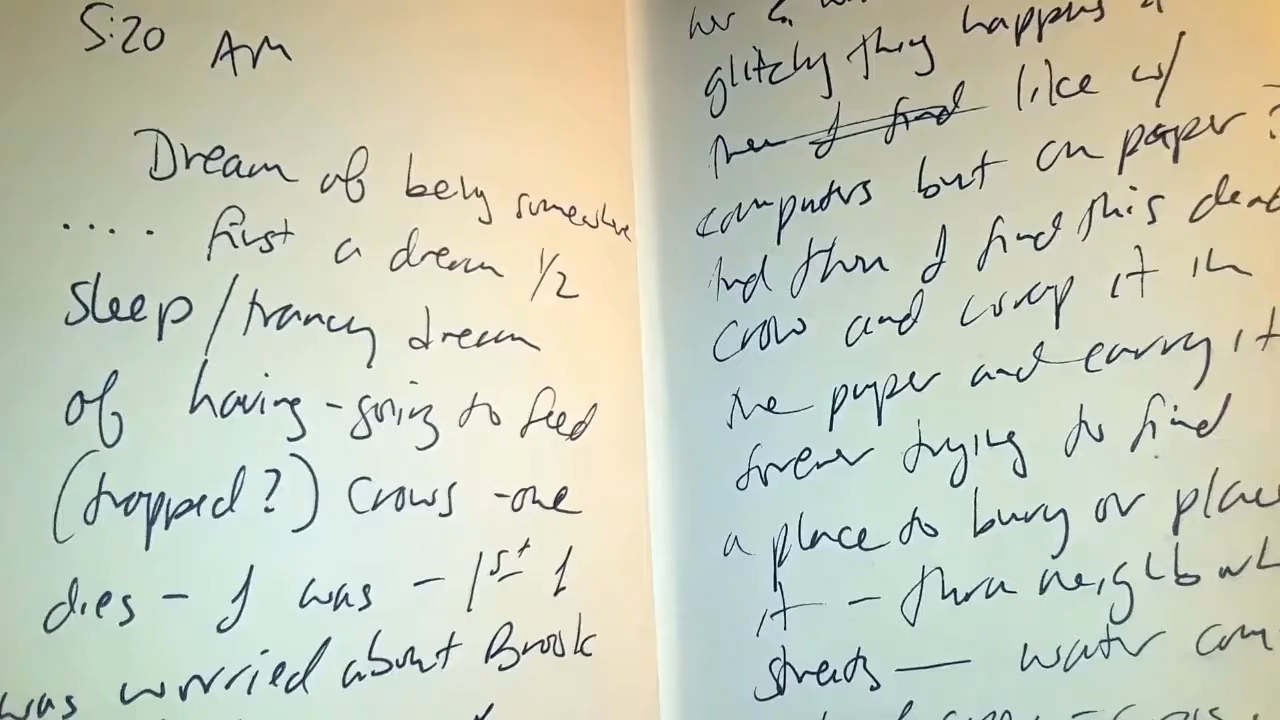 5:20 AM
Dream of being somewhere
.... first a dream 1/2
sleep/trancy dream
of having-going to feed
(trapped?) crows -one
dies - I was - 1st I
was worried about Brook
glitchy thing happens
then I find like w/
computers but on paper?
And then I find this dead
crow and wrap it in
the paper and carry it
forever trying to find
a place to bury or place
it - thru neighborh
streets — water com